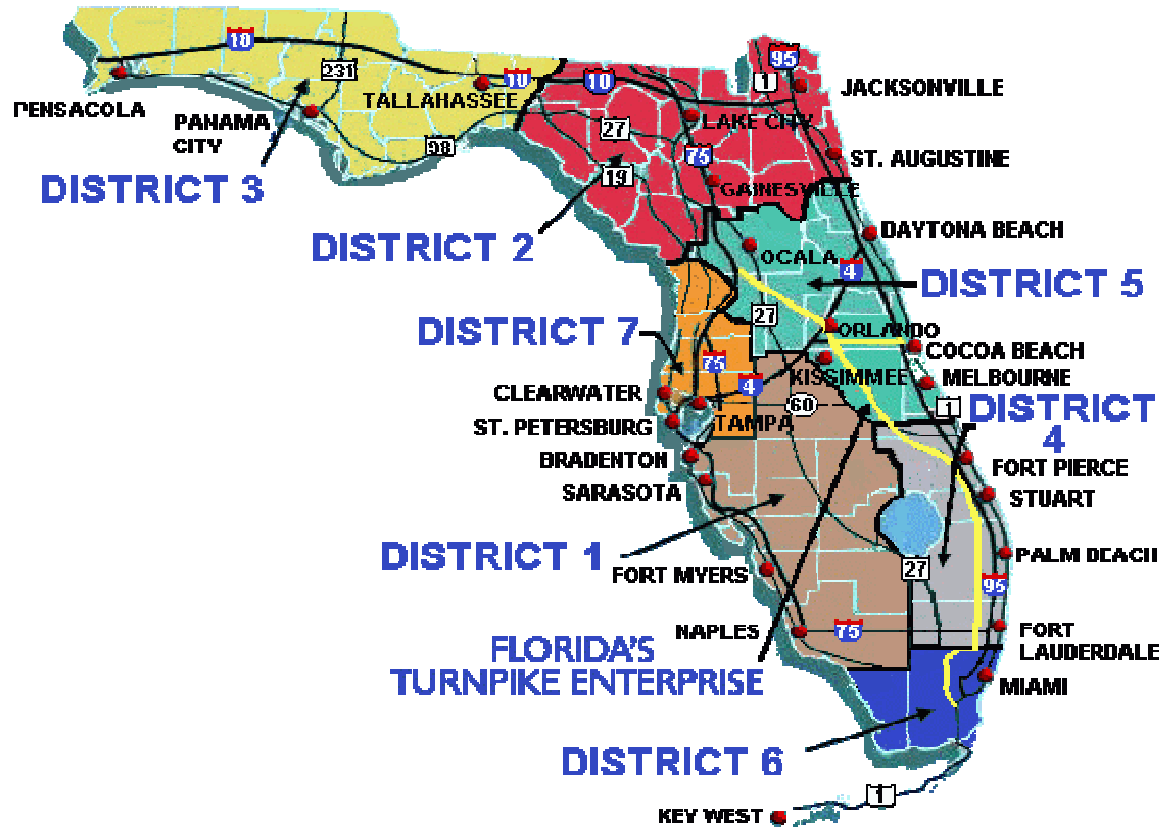 10
95
231
10
10
1
JACKSONVILLE
PENSACOLA
TALLAHASSEE
PANAMA
CITY
LAKE CITY
27
98
75
ST. AUGUSTINE
19
DISTRICT 3
GAINESVILLE
DISTRICT 2
DAYTONA BEACH
OCALA
4
DISTRICT 5
27
DISTRICT 7
ORLANDO
COCOA BEACH
75
KISSIMMEE
MELBOURNE
4
CLEARWATER
60
1
DISTRICT
4
ST. PETERSBURG
TAMPA
BRADENTON
FORT PIERCE
SARASOTA
STUART
DISTRICT 1
PALM BEACH
FORT MYERS
27
95
NAPLES
75
FORT
LAUDERDALE
FLORIDA'S
TURNPIKE ENTERPRISE
MIAMI
DISTRICT 6
1
KEY WEST